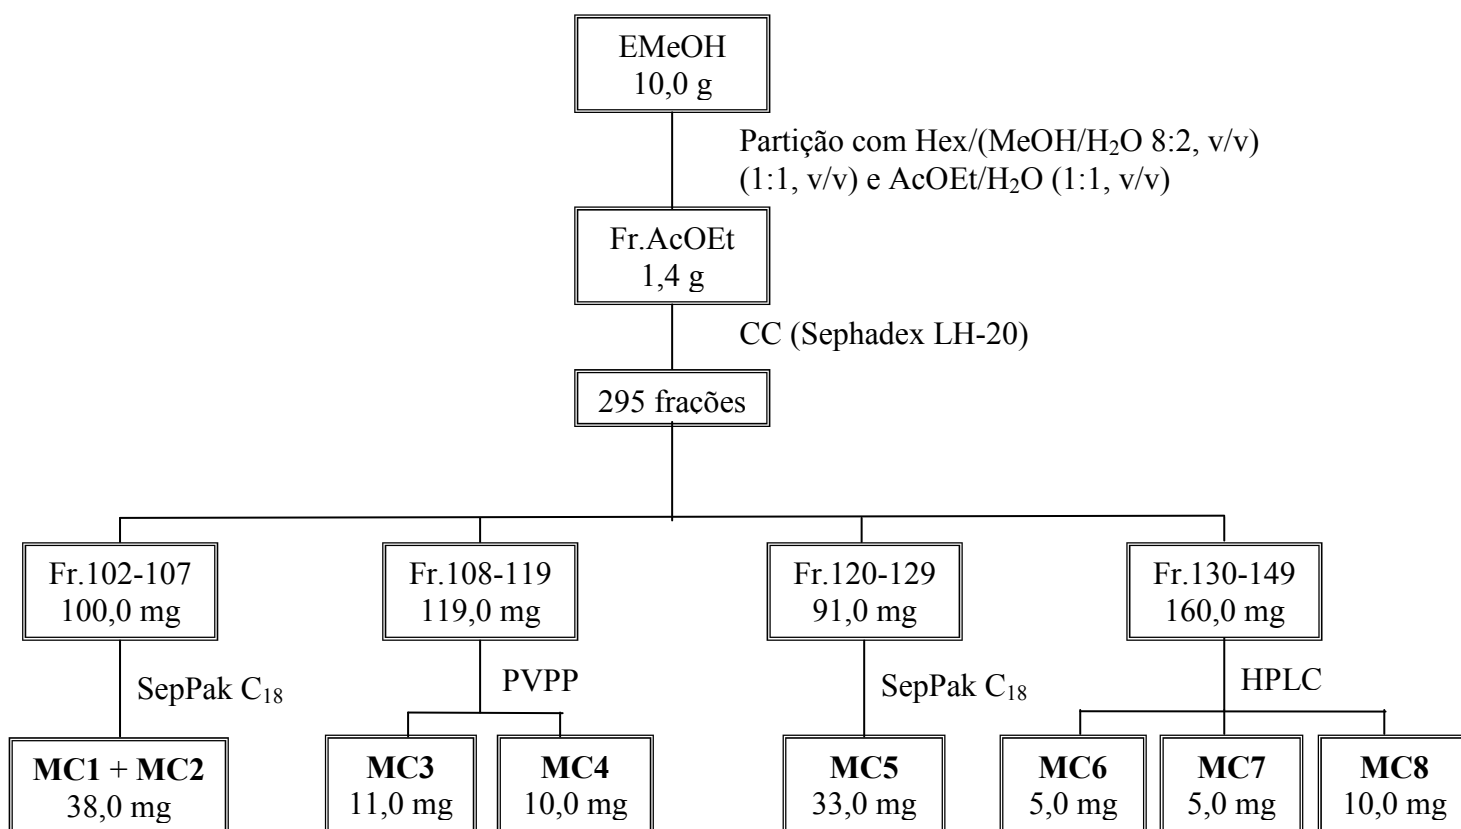 EMeOH
10,0 g
Partição com Hex/(MeOH/H₂O 8:2, v/v)
(1:1, v/v) e AcOEt/H₂O (1:1, v/v)
Fr.AcOEt
1,4 g
CC (Sephadex LH-20)
295 frações
Fr.102-107
100,0 mg
Fr.108-119
119,0 mg
Fr.120-129
91,0 mg
Fr.130-149
160,0 mg
SepPak C₁₈
PVPP
SepPak C₁₈
HPLC
MC1 + MC2
38,0 mg
MC3
11,0 mg
MC4
10,0 mg
MC5
33,0 mg
MC6
5,0 mg
MC7
5,0 mg
MC8
10,0 mg